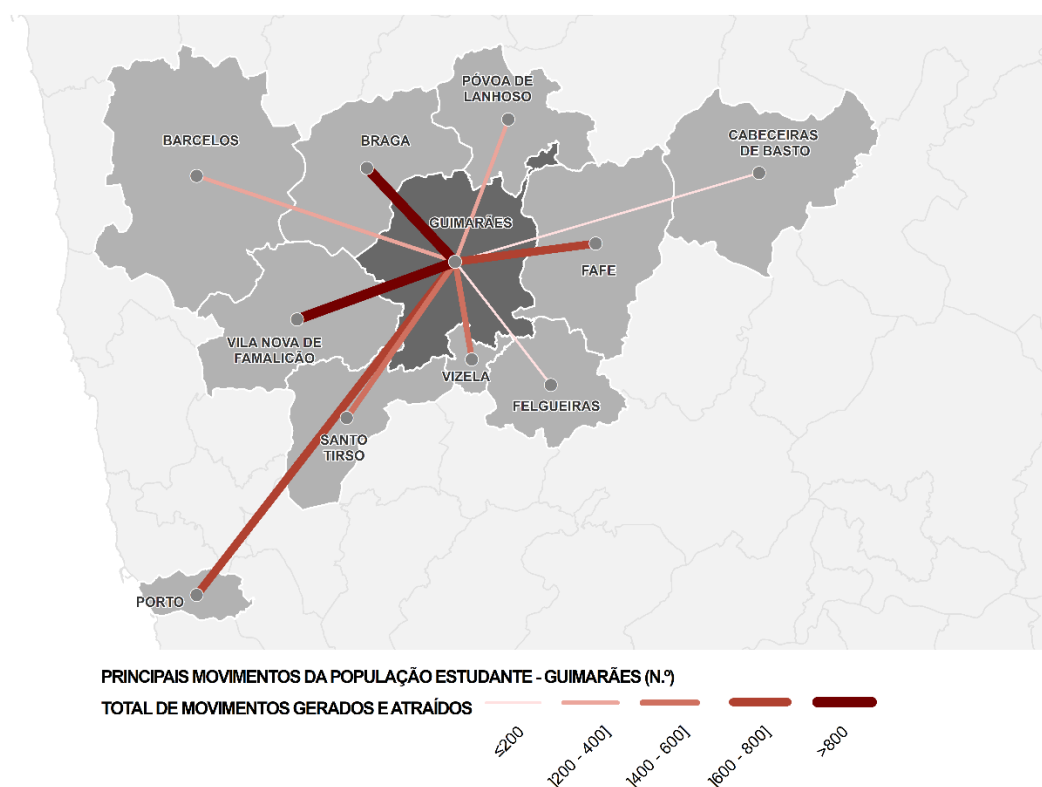 PÓVOA DE
LANHOSO
BARCELOS
BRAGA
CABECEIRAS
DE BASTO
GUIMARÃES
FAFE
VILA NOVA DE
FAMALICÃO
VIZELA
FELGUEIRAS
SANTO
TIRSO
PORTO
PRINCIPAIS MOVIMENTOS DA POPULAÇÃO ESTUDANTE - GUIMARÃES (N.º)
TOTAL DE MOVIMENTOS GERADOS E ATRAÍDOS
≤200
]200 - 400]
]400 - 600]
]600 - 800]
>800